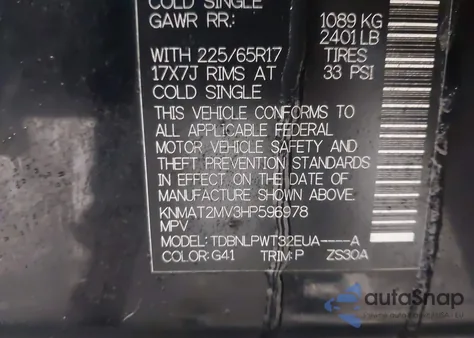 COLD SINGLE
GAWR RR: 1089 KG
2401 LB
WITH 225/65R17 TIRES
17X7J RIMS AT 33 PSI
COLD SINGLE
THIS VEHICLE CONFORMS TO
ALL APPLICABLE FEDERAL
MOTOR VEHICLE SAFETY AND
THEFT PREVENTION STANDARDS
IN EFFECT ON THE DATE OF
MANUFACTURE SHOWN ABOVE.
KNMAT2MV3HP596978
MPV
MODEL: TDBNLPWT32EUA----A
COLOR: G41 TRIM: P ZS30A
autoSnap